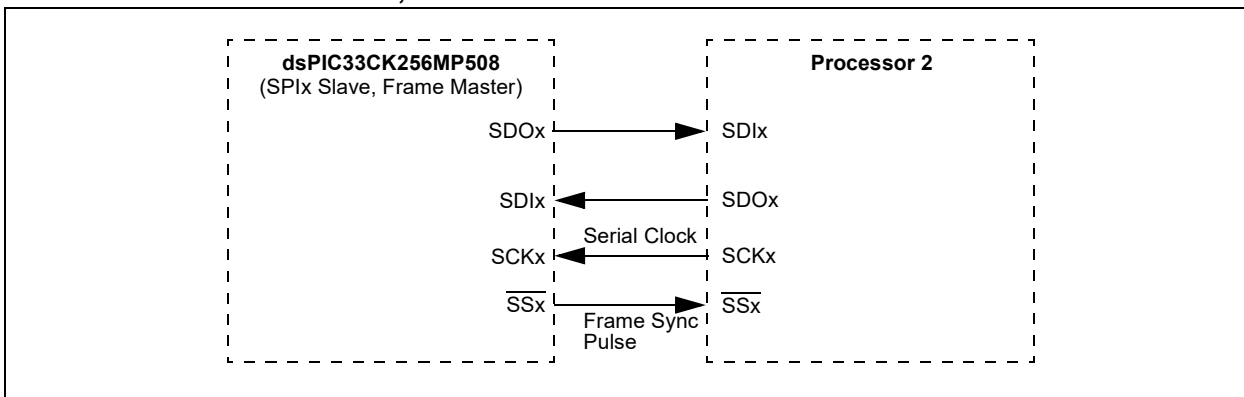 dsPIC33CK256MP508
(SPIx Slave, Frame Master)
Processor 2
SDOx
SDIx
SDIx
SDOx
Serial Clock
SCKx
SCKx
SSx
SSx
Frame Sync
Pulse